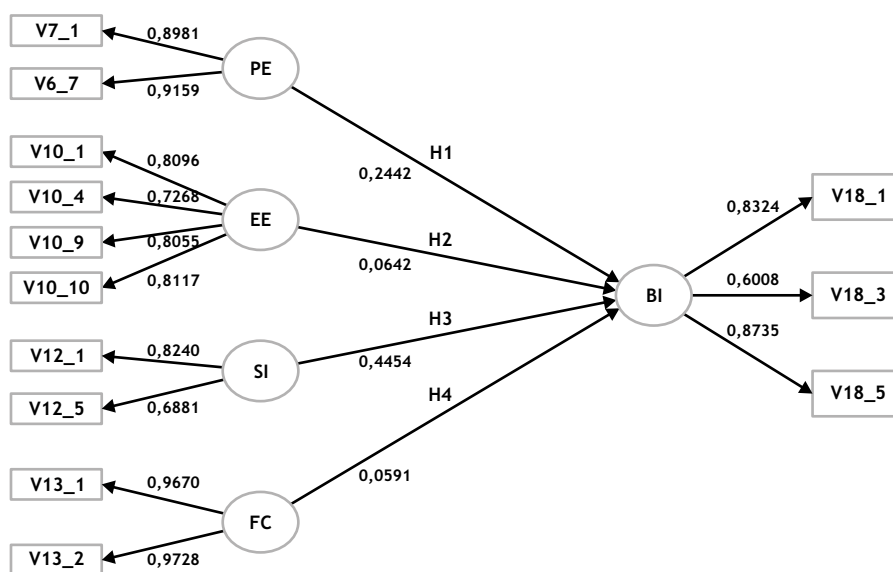 V7_1
0,8981
PE
V6_7
0,9159
H1
0,2442
V10_1
0,8096
V10_4
0,7268
EE
V10_9
0,8055
V10_10
0,8117
H2
0,0642
V12_1
0,8240
SI
V12_5
0,6881
H3
0,4454
H4
0,0591
V13_1
0,9670
FC
V13_2
0,9728
BI
0,8324
V18_1
0,6008
V18_3
0,8735
V18_5